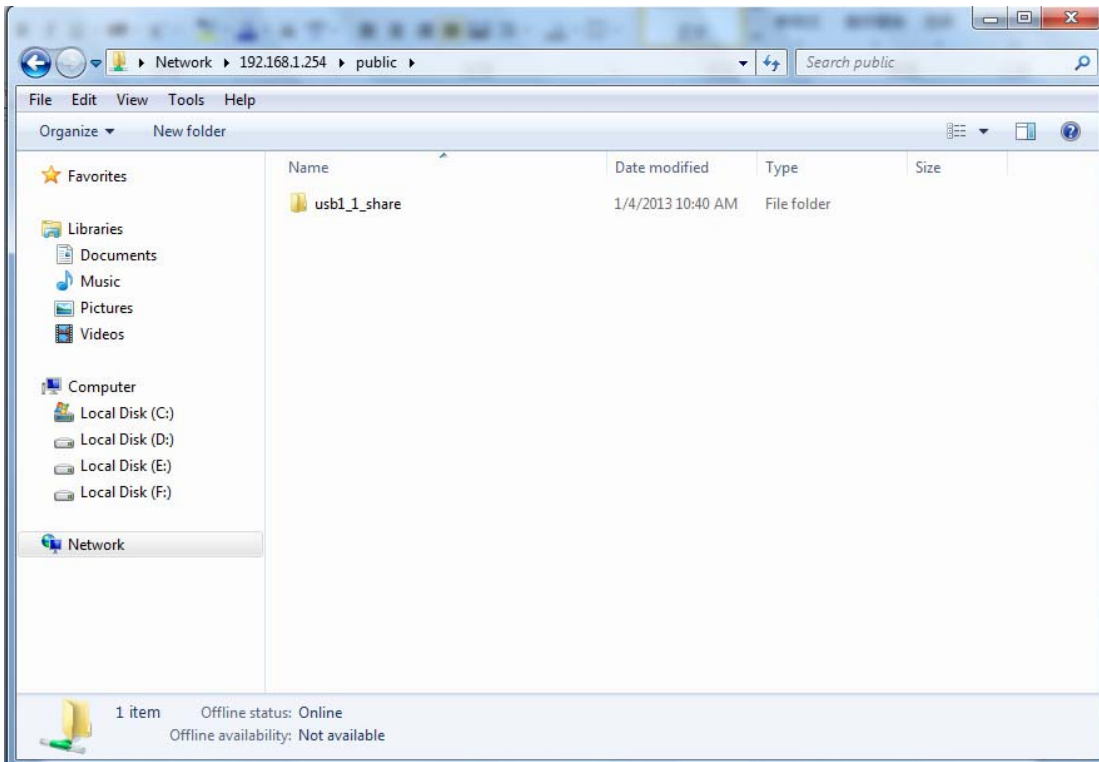 Network ▸ 192.168.1.254 ▸ public ▸
Search public
File Edit View Tools Help
Organize ▾ New folder
Favorites
Libraries
Documents
Music
Pictures
Videos
Computer
Local Disk (C:)
Local Disk (D:)
Local Disk (E:)
Local Disk (F:)
Network
Name Date modified Type Size
usb1_1_share 1/4/2013 10:40 AM File folder
1 item Offline status: Online
Offline availability: Not available